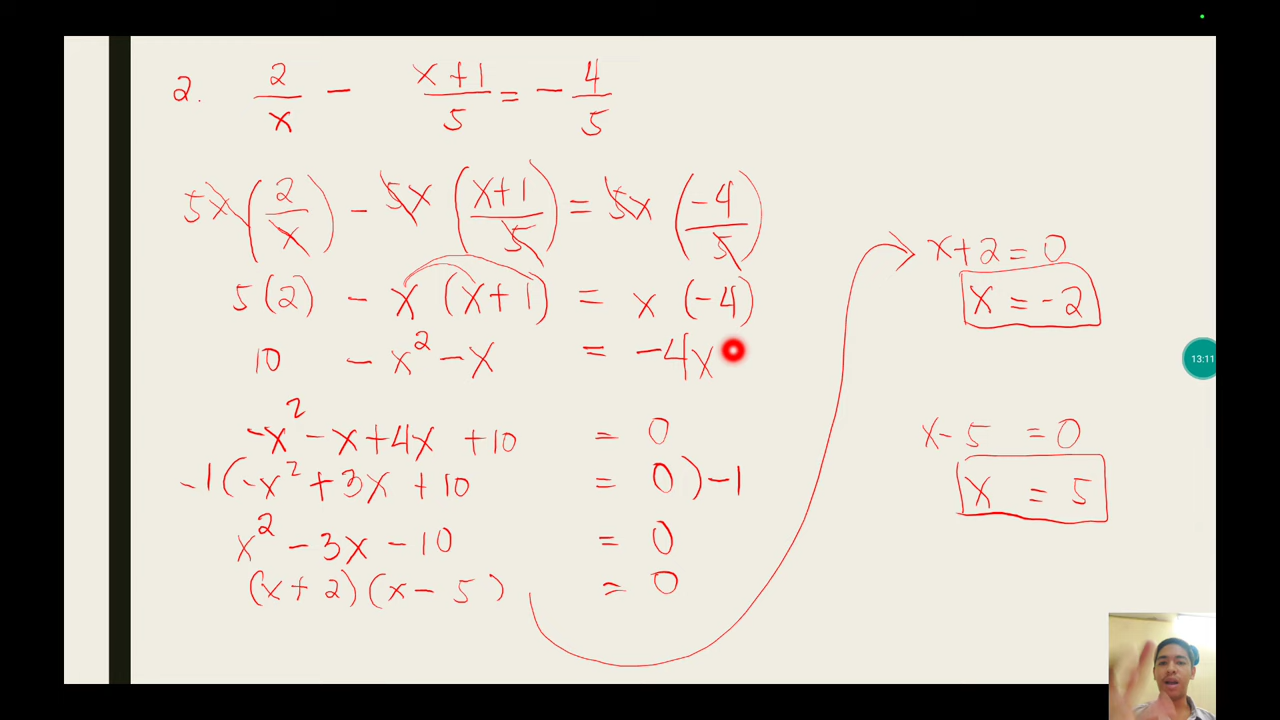 2. 2/x - (x+1)/5 = -4/5
5x(2/x) - 5x((x+1)/5) = 5x(-4/5)
5(2) - x(x+1) = x(-4)
10 - x² - x = -4x
-x² - x + 4x + 10 = 0
-1(-x² + 3x + 10 = 0)-1
x² - 3x - 10 = 0
(x+2)(x-5) = 0
x+2=0
x = -2
x-5 = 0
x = 5
13:11